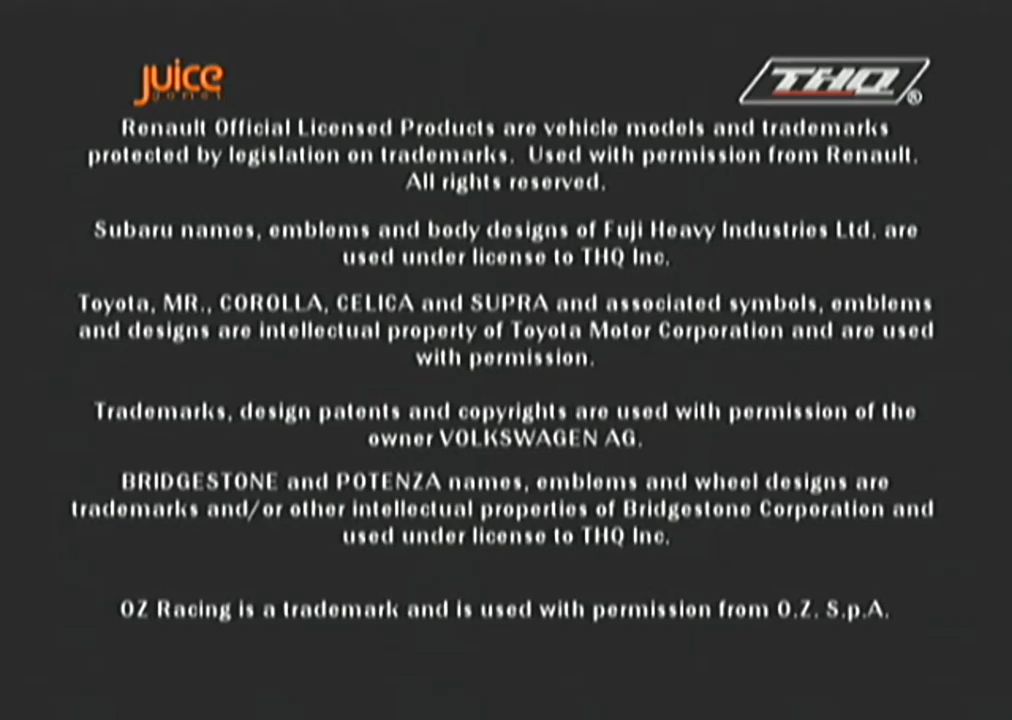 juice
games
THQ®
Renault Official Licensed Products are vehicle models and trademarks
protected by legislation on trademarks. Used with permission from Renault.
All rights reserved.
Subaru names, emblems and body designs of Fuji Heavy Industries Ltd. are
used under license to THQ Inc.
Toyota, MR., COROLLA, CELICA and SUPRA and associated symbols, emblems
and designs are intellectual property of Toyota Motor Corporation and are used
with permission.
Trademarks, design patents and copyrights are used with permission of the
owner VOLKSWAGEN AG.
BRIDGESTONE and POTENZA names, emblems and wheel designs are
trademarks and/or other intellectual properties of Bridgestone Corporation and
used under license to THQ Inc.
OZ Racing is a trademark and is used with permission from O.Z. S.p.A.